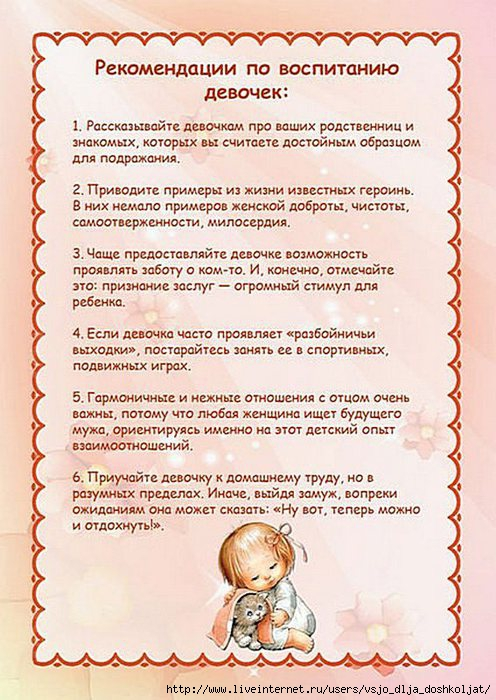 Рекомендации по воспитанию
девочек:
1. Рассказывайте девочкам про ваших родственниц и
знакомых, которых вы считаете достойным образцом
для подражания.
2. Приводите примеры из жизни известных героинь.
В них немало примеров женской доброты, чистоты,
самоотверженности, милосердия.
3. Чаще предоставляйте девочке возможность
проявлять заботу о ком-то. И, конечно, отмечайте
это: признание заслуг — огромный стимул для
ребенка.
4. Если девочка часто проявляет «разбойничьи
выходки», постарайтесь занять ее в спортивных,
подвижных играх.
5. Гармоничные и нежные отношения с отцом очень
важны, потому что любая женщина ищет будущего
мужа, ориентируясь именно на этот детский опыт
взаимоотношений.
6. Приучайте девочку к домашнему труду, но в
разумных пределах. Иначе, выйдя замуж, вопреки
ожиданиям она может сказать: «Ну вот, теперь можно
и отдохнуть!».
http://www.liveinternet.ru/users/vsjo_dlja_doshkoljat/